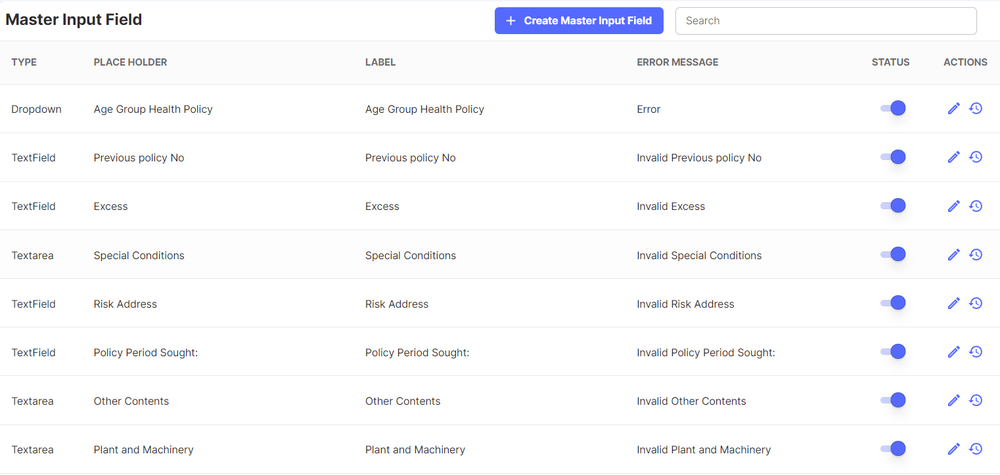 Master Input Field
Create Master Input Field
Search
TYPE PLACE HOLDER LABEL ERROR MESSAGE STATUS ACTIONS
Dropdown Age Group Health Policy Age Group Health Policy Error
TextField Previous policy No Previous policy No Invalid Previous policy No
TextField Excess Excess Invalid Excess
Textarea Special Conditions Special Conditions Invalid Special Conditions
TextField Risk Address Risk Address Invalid Risk Address
TextField Policy Period Sought: Policy Period Sought: Invalid Policy Period Sought:
Textarea Other Contents Other Contents Invalid Other Contents
Textarea Plant and Machinery Plant and Machinery Invalid Plant and Machinery